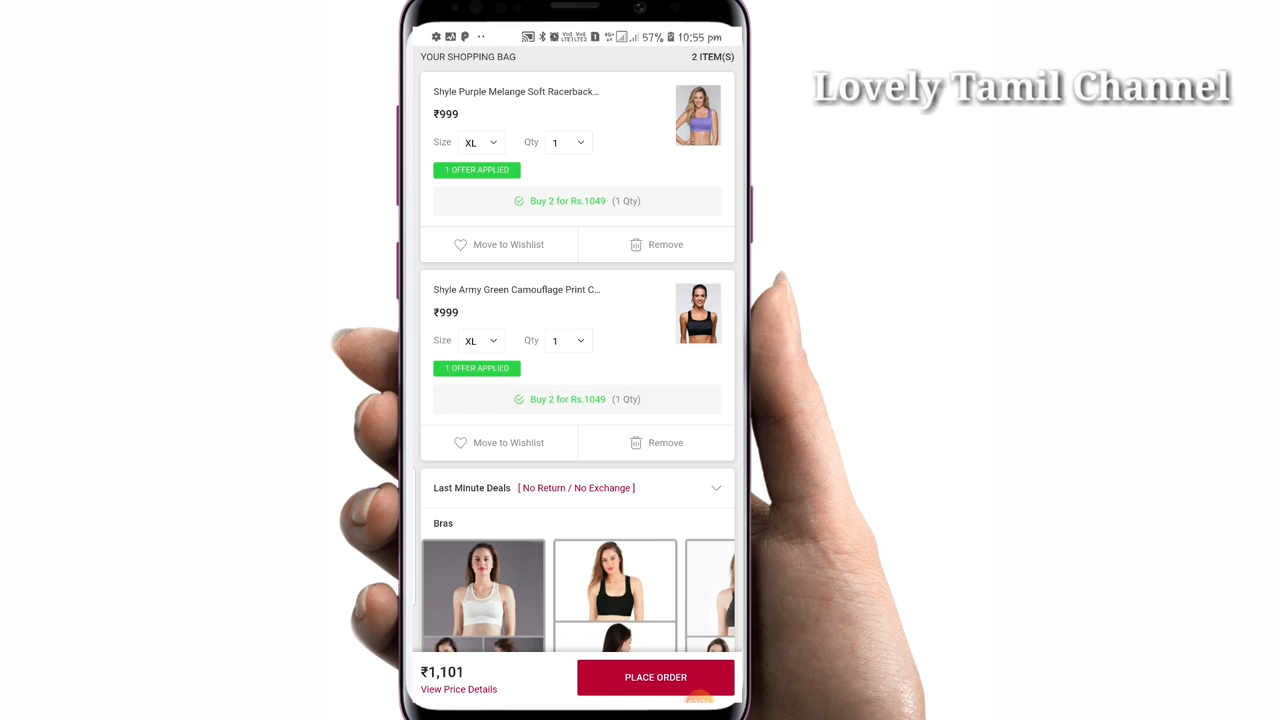 Lovely Tamil Channel
57% 10:55 pm
YOUR SHOPPING BAG 2 ITEM(S)
Shyle Purple Melange Soft Racerback...
₹999
Size XL Qty 1
1 OFFER APPLIED
Buy 2 for Rs.1049 (1 Qty)
Move to Wishlist Remove
Shyle Army Green Camouflage Print C...
₹999
Size XL Qty 1
1 OFFER APPLIED
Buy 2 for Rs.1049 (1 Qty)
Move to Wishlist Remove
Last Minute Deals [ No Return / No Exchange ]
Bras
₹1,101
View Price Details
PLACE ORDER